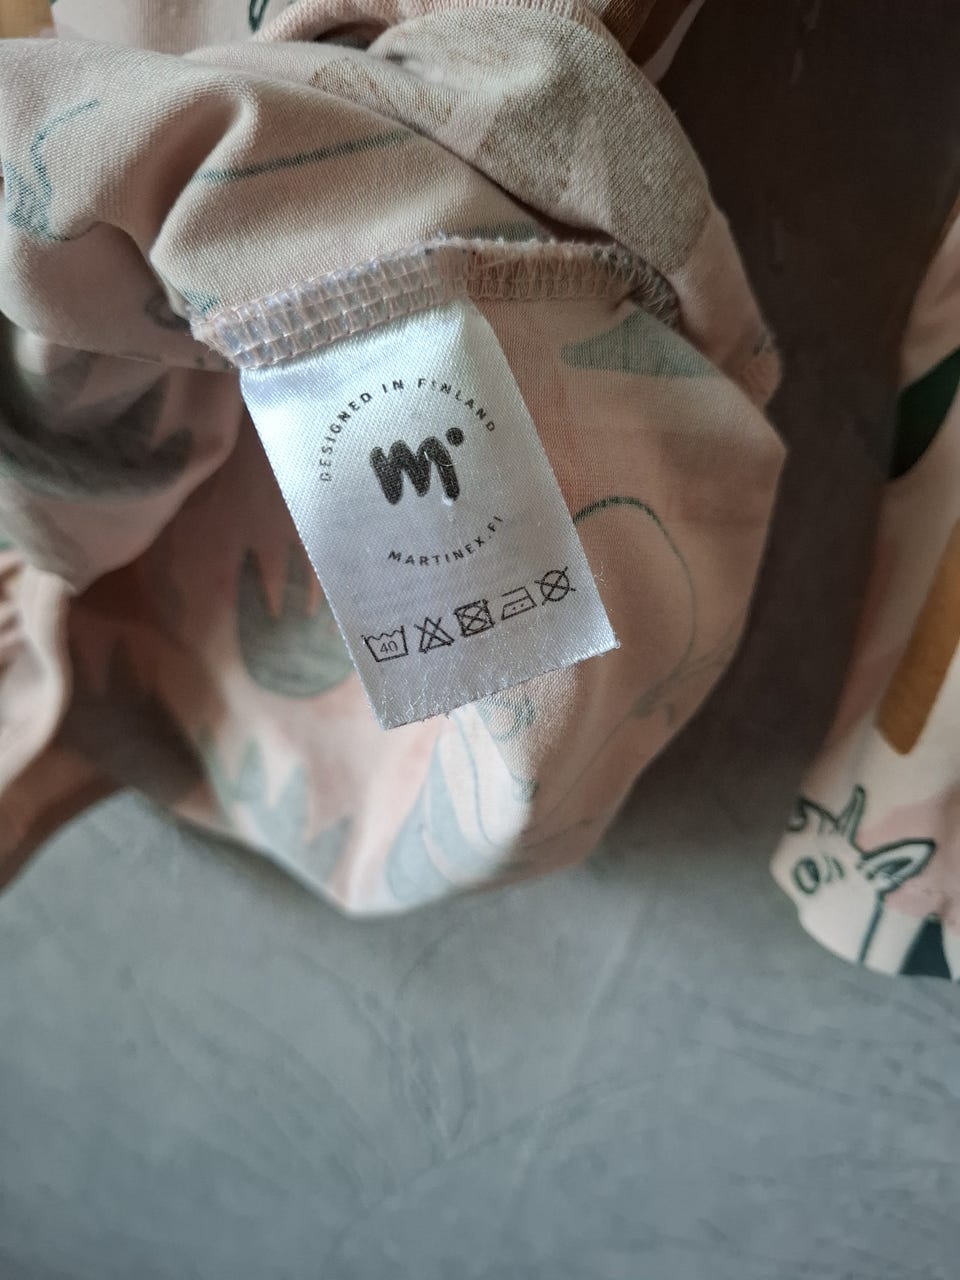 DESIGNED IN FINLAND
m
MARTINEX.FI
40